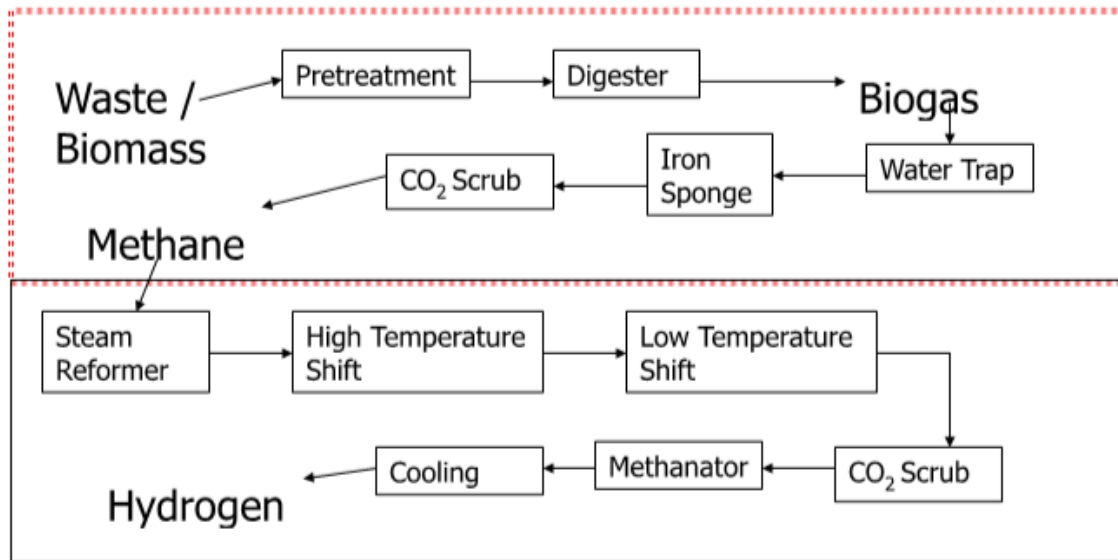 Pretreatment
Digester
Waste /
Biomass
Biogas
Iron
Sponge
Water Trap
CO₂ Scrub
Methane
Steam
Reformer
High Temperature
Shift
Low Temperature
Shift
Cooling
Methanator
CO₂ Scrub
Hydrogen